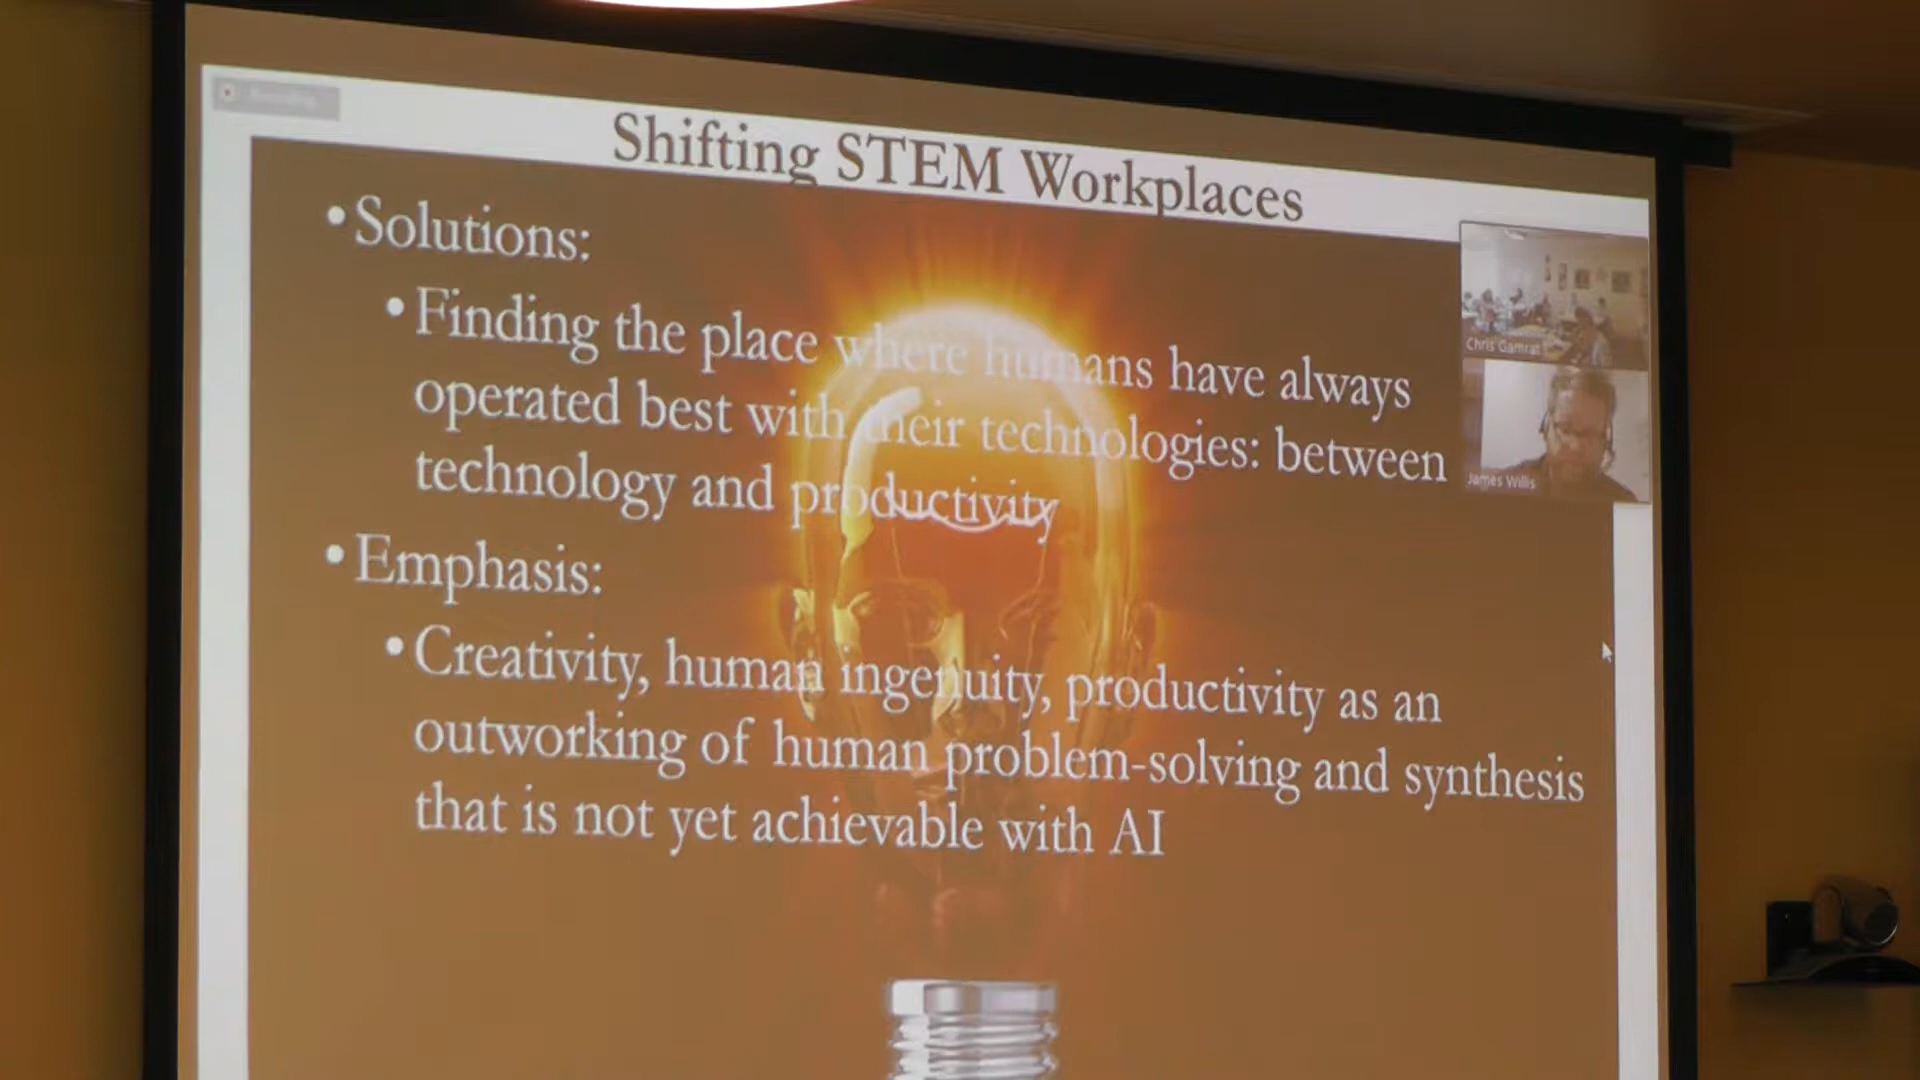 Shifting STEM Workplaces
• Solutions:
• Finding the place where humans have always
operated best with their technologies: between
technology and productivity
• Emphasis:
• Creativity, human ingenuity, productivity as an
outworking of human problem-solving and synthesis
that is not yet achievable with AI
Chris Gamrat
James Willis